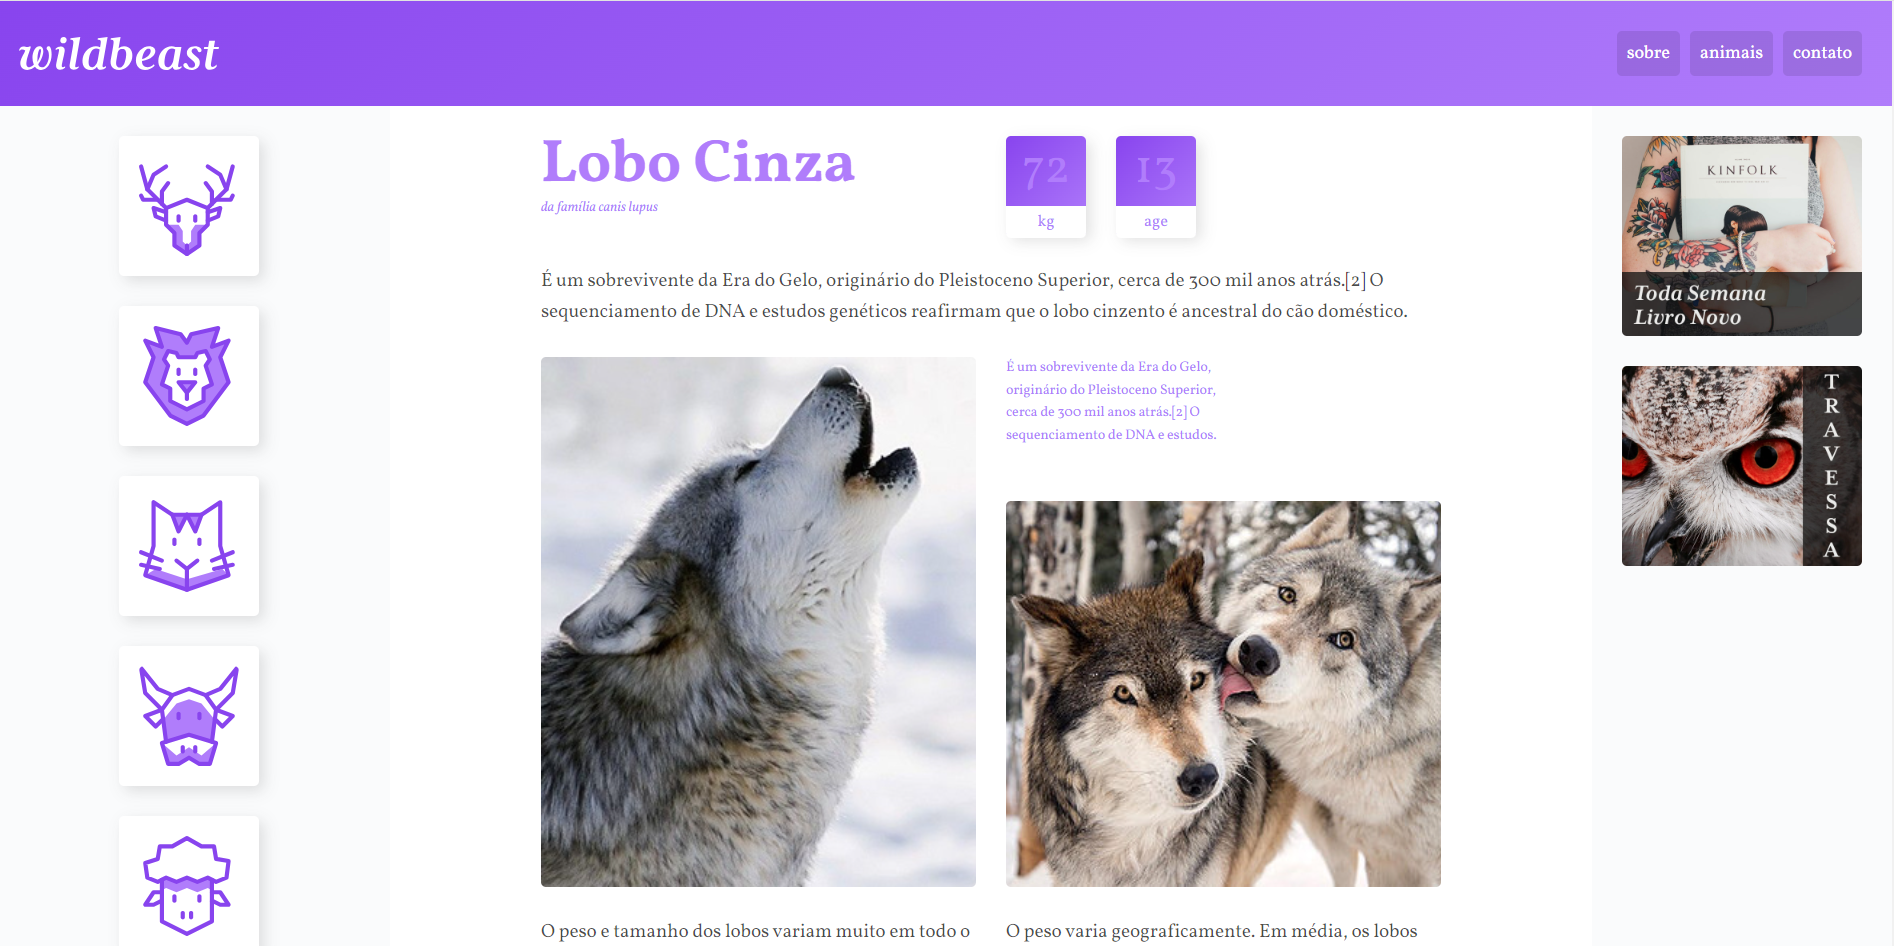 wildbeast
sobre
animais
contato
Lobo Cinza
da família canis lupus
72
kg
13
age
É um sobrevivente da Era do Gelo, originário do Pleistoceno Superior, cerca de 300 mil anos atrás.[2] O
sequenciamento de DNA e estudos genéticos reafirmam que o lobo cinzento é ancestral do cão doméstico.
É um sobrevivente da Era do Gelo,
originário do Pleistoceno Superior,
cerca de 300 mil anos atrás.[2] O
sequenciamento de DNA e estudos.
O peso e tamanho dos lobos variam muito em todo o
O peso varia geograficamente. Em média, os lobos
KINFOLK
Toda Semana
Livro Novo
TRAVESSA